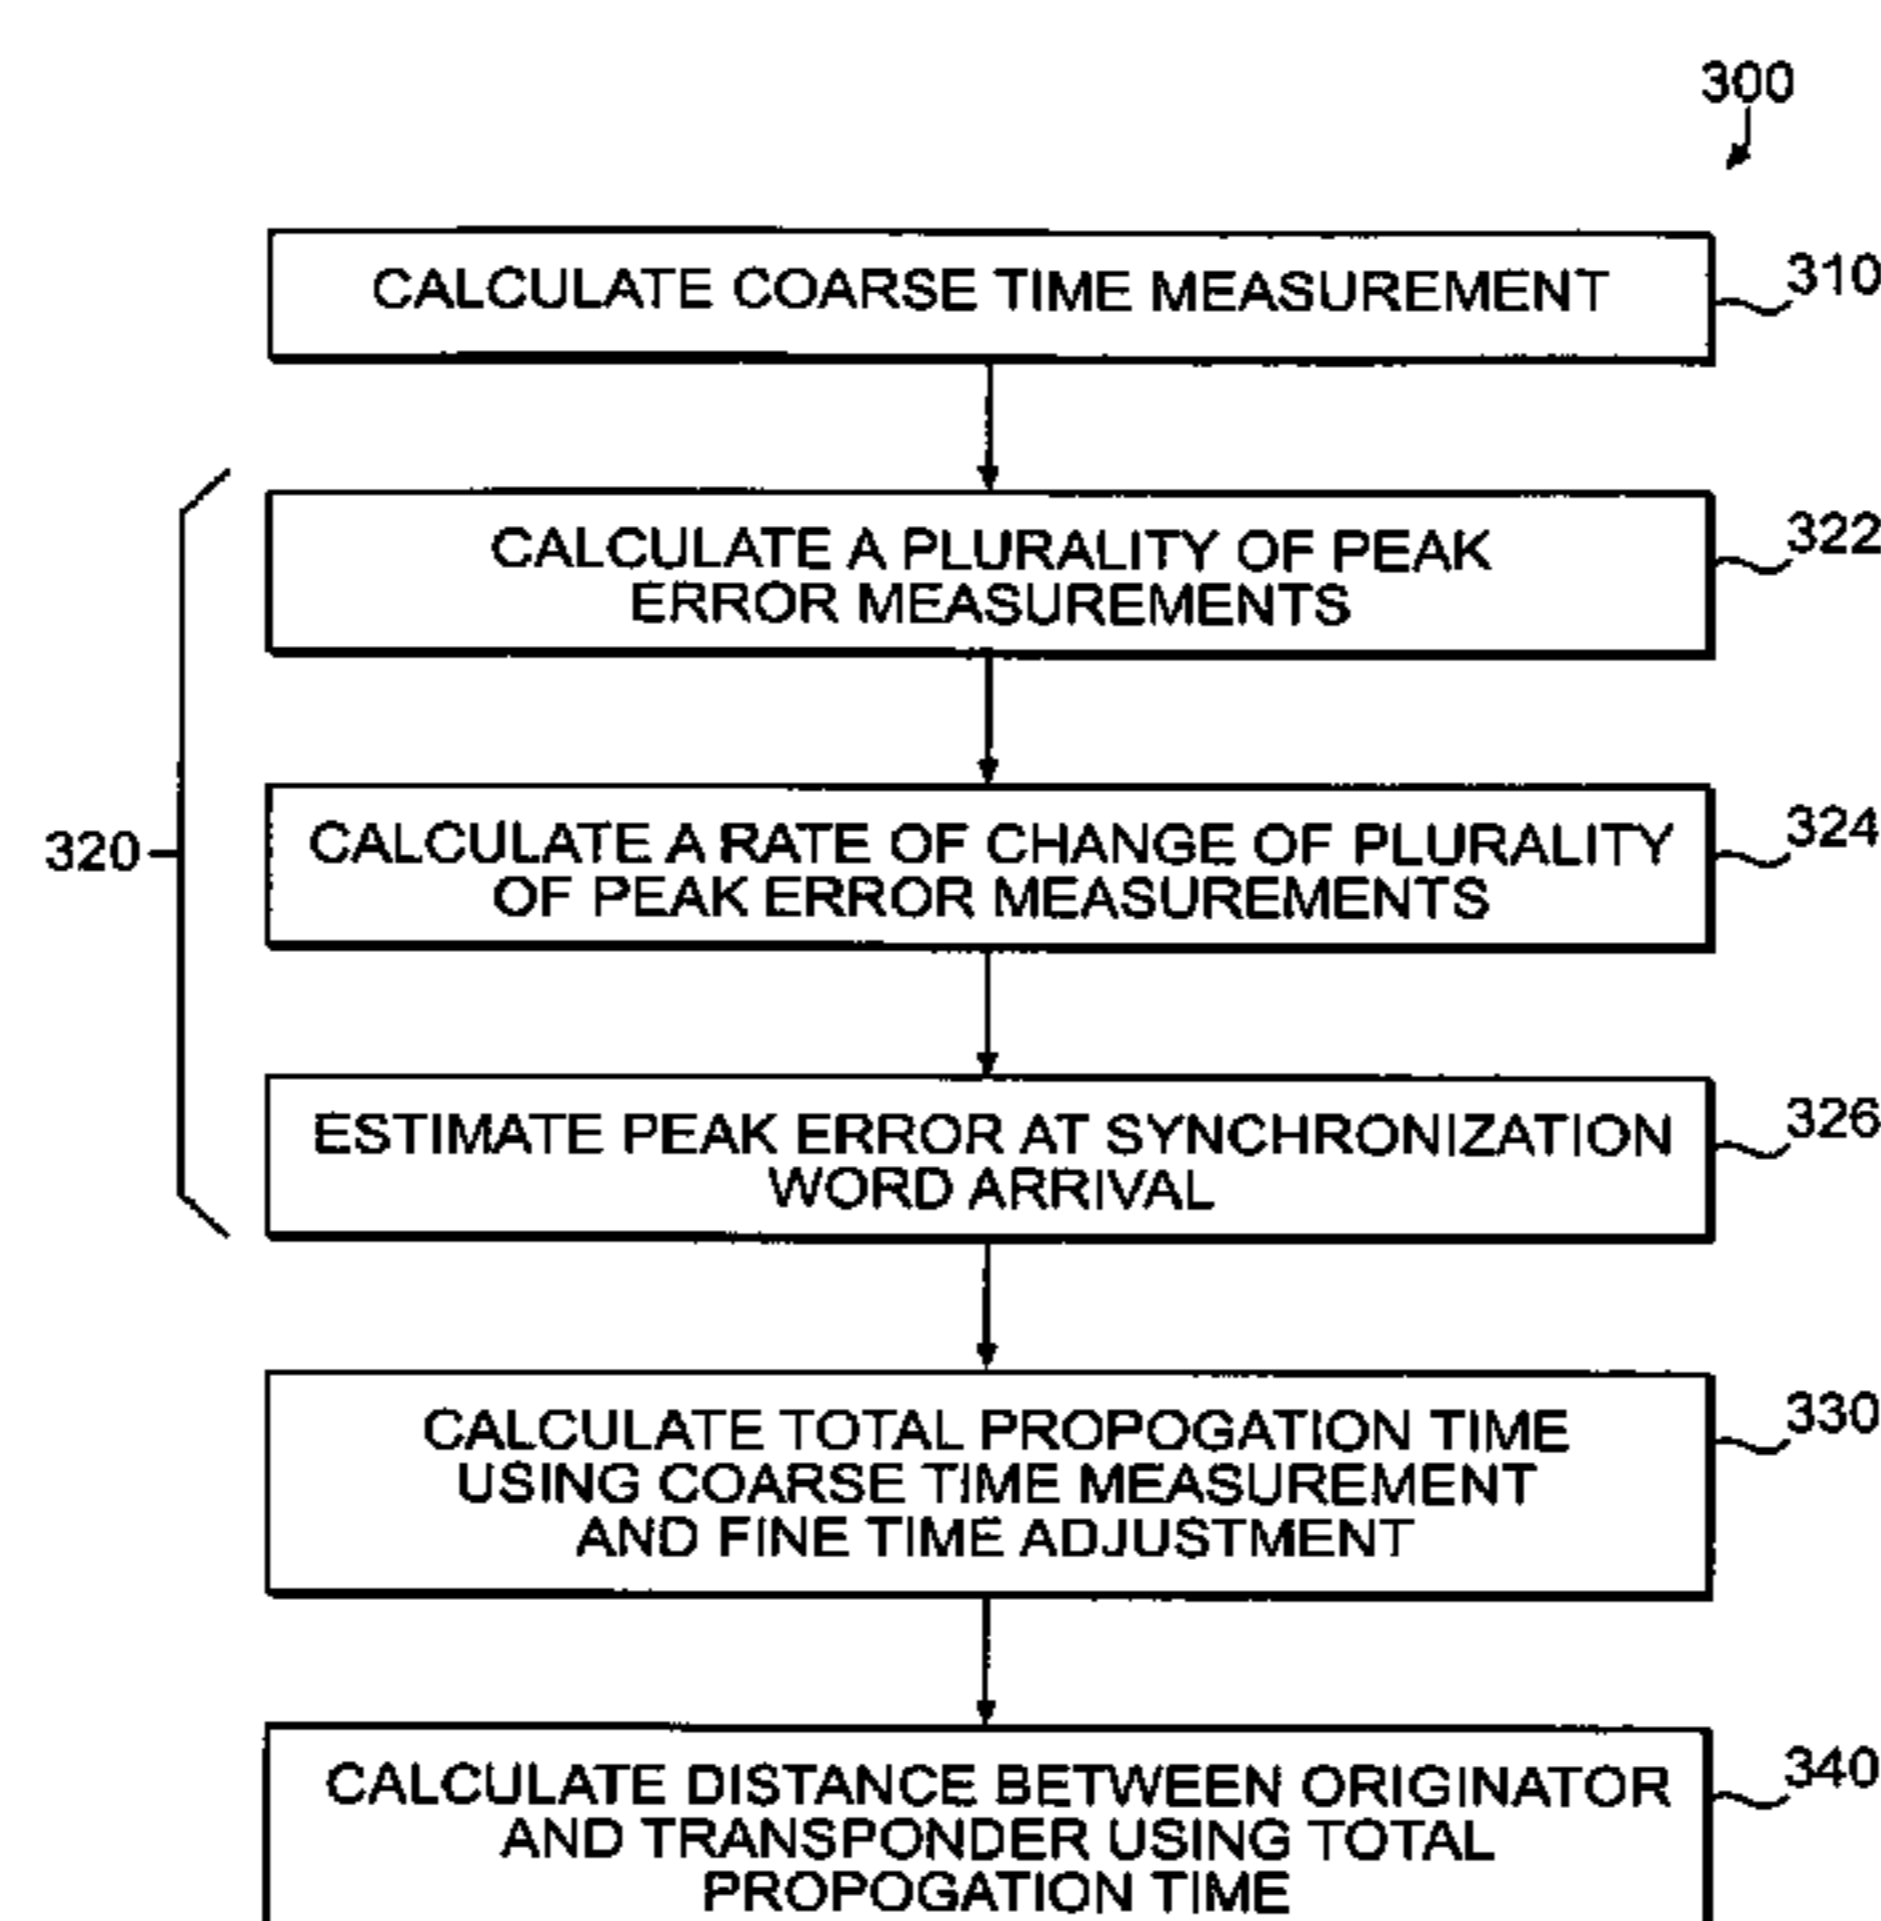 300
CALCULATE COARSE TIME MEASUREMENT
310
CALCULATE A PLURALITY OF PEAK
ERROR MEASUREMENTS
322
320
CALCULATE A RATE OF CHANGE OF PLURALITY
OF PEAK ERROR MEASUREMENTS
324
ESTIMATE PEAK ERROR AT SYNCHRONIZATION
WORD ARRIVAL
326
CALCULATE TOTAL PROPOGATION TIME
USING COARSE TIME MEASUREMENT
AND FINE TIME ADJUSTMENT
330
CALCULATE DISTANCE BETWEEN ORIGINATOR
AND TRANSPONDER USING TOTAL
PROPOGATION TIME
340